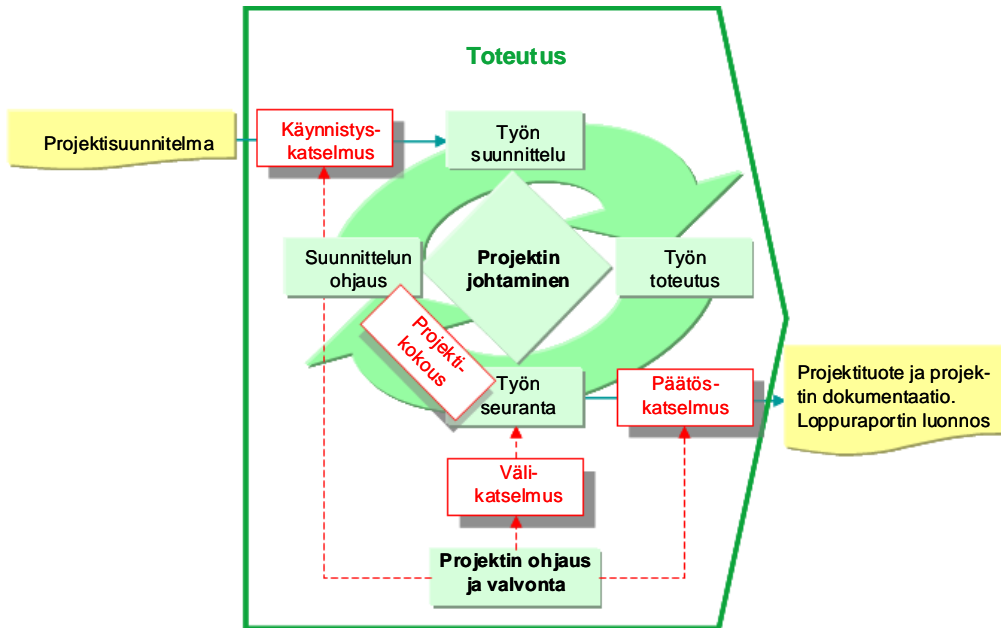 Toteutus
Projektisuunnitelma
Käynnistys-
katselmus
Työn
suunnittelu
Suunnittelun
ohjaus
Projektin
johtaminen
Työn
toteutus
Projekti-
kokous
Työn
seuranta
Päätös-
katselmus
Projektituote ja projek-
tin dokumentaatio.
Loppuraportin luonnos
Väli-
katselmus
Projektin ohjaus
ja valvonta